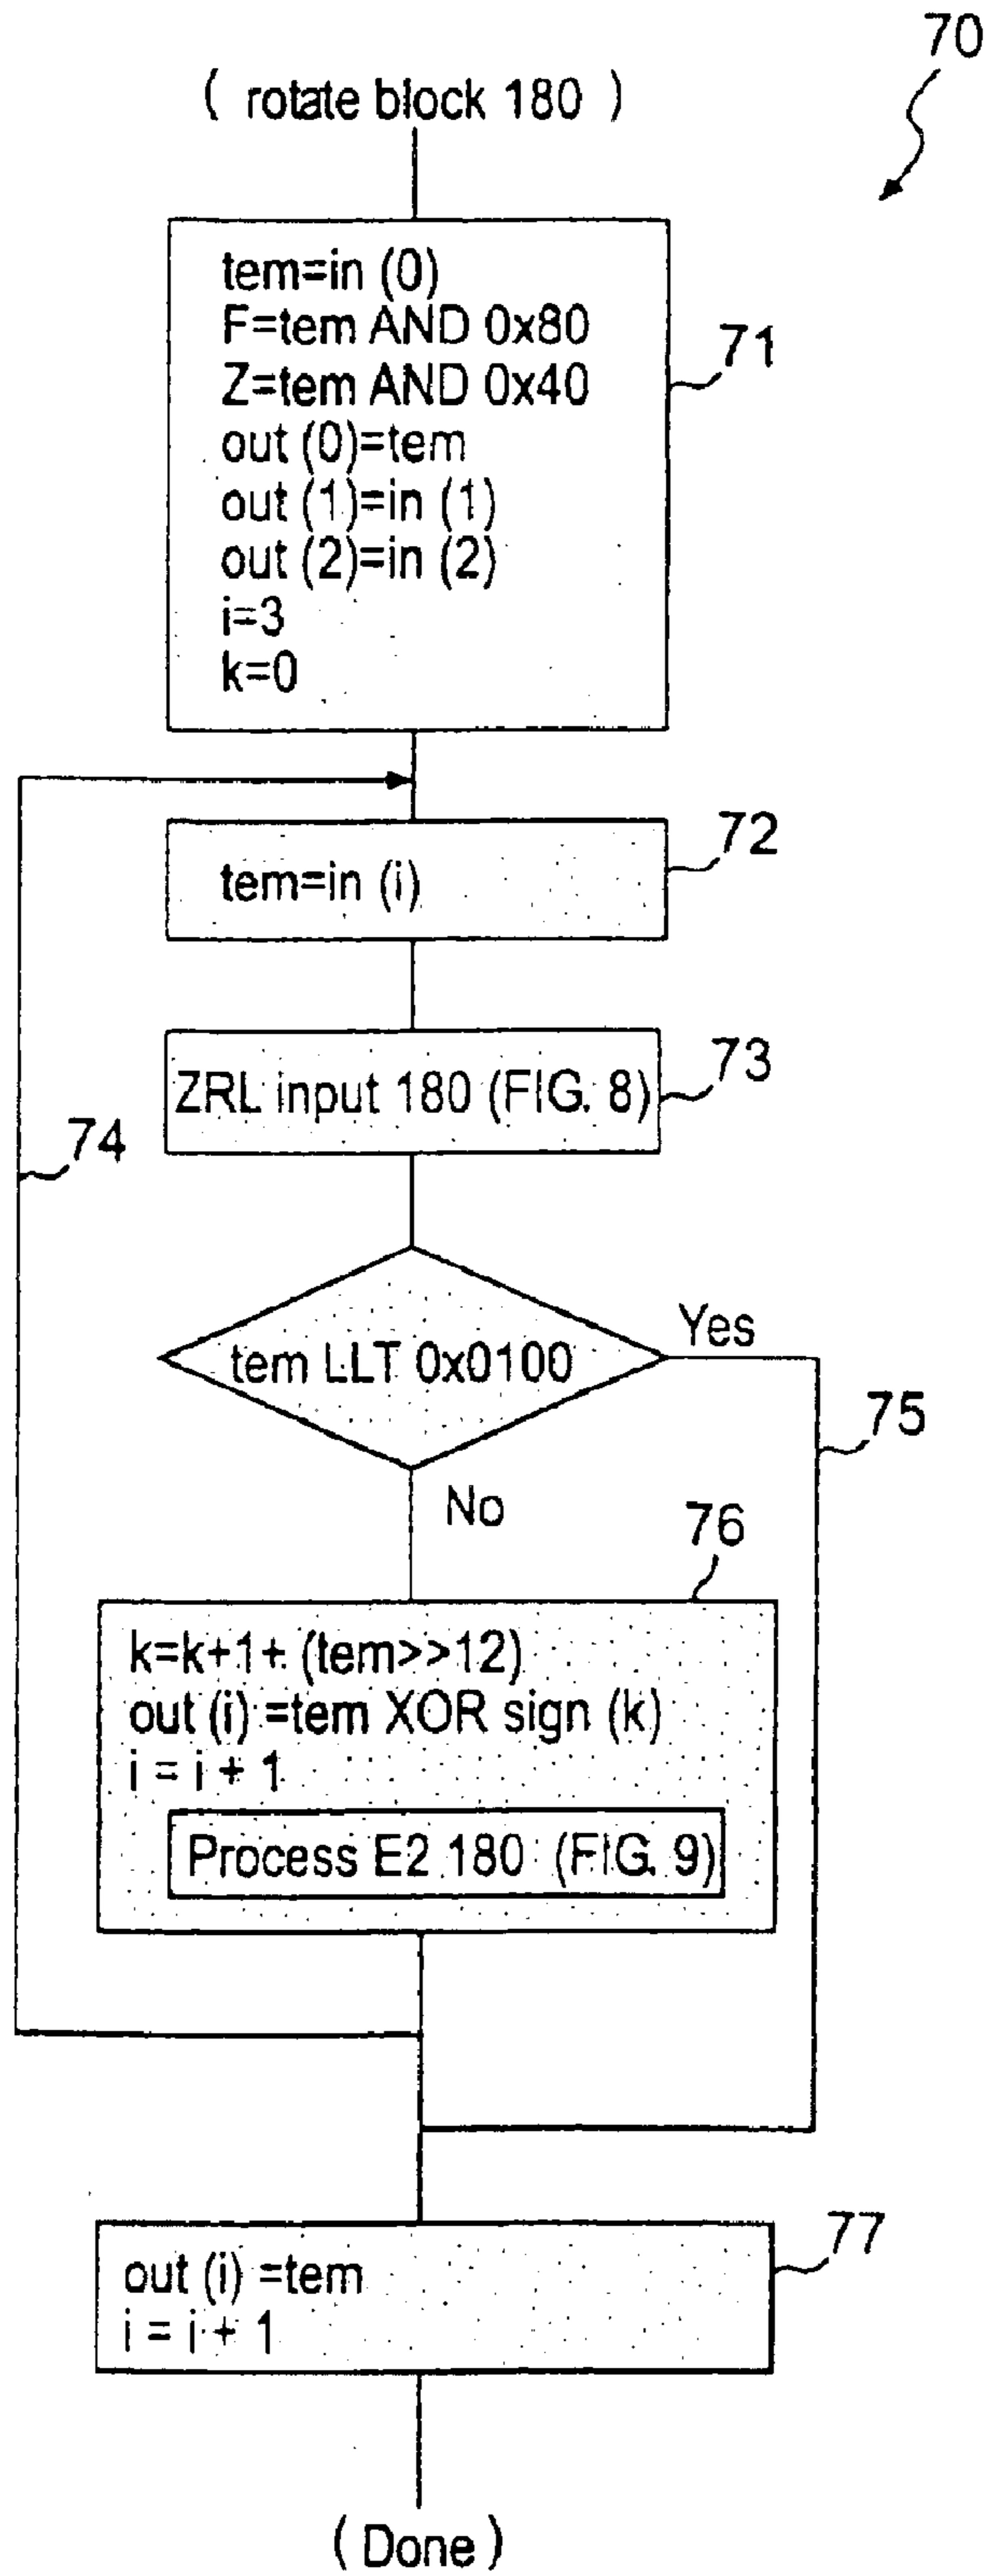 70
( rotate block 180 )
tem=in (0)
F=tem AND 0x80
Z=tem AND 0x40
out (0)=tem
out (1)=in (1)
out (2)=in (2)
i=3
k=0
71
72
tem=in (i)
73
ZRL input 180 (FIG. 8)
74
tem LLT 0x0100
Yes
75
No
76
k=k+1+ (tem>>12)
out (i) =tem XOR sign (k)
i = i + 1
Process E2 180 (FIG. 9)
77
out (i) =tem
i = i + 1
( Done )